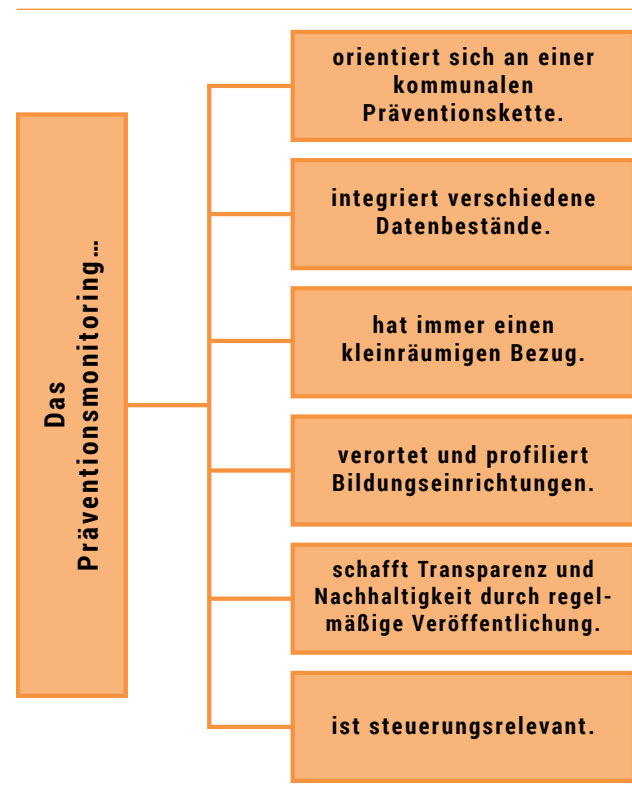 Das
Präventionsmonitoring…
orientiert sich an einer
kommunalen
Präventionskette.
integriert verschiedene
Datenbestände.
hat immer einen
kleinräumigen Bezug.
verortet und profiliert
Bildungseinrichtungen.
schafft Transparenz und
Nachhaltigkeit durch regel-
mäßige Veröffentlichung.
ist steuerungsrelevant.